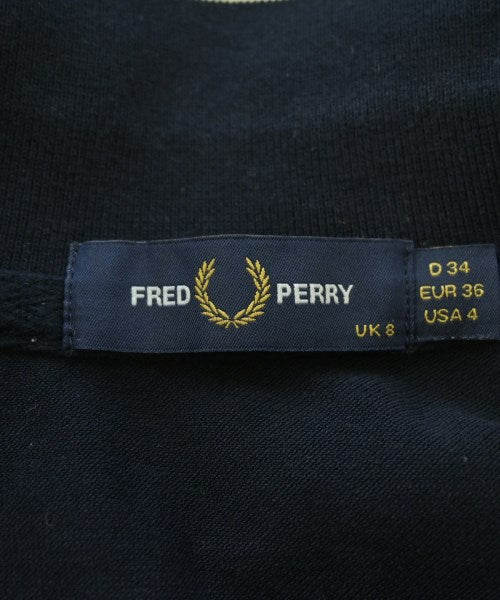 FRED PERRY
UK 8
D 34
EUR 36
USA 4